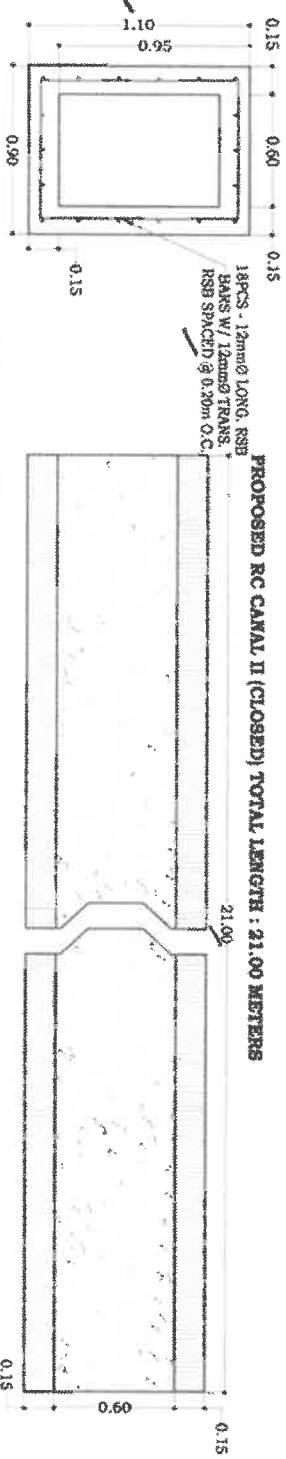 PROPOSED RC CANAL II (CLOSED) TOTAL LENGTH : 21.00 METERS
18PCS - 12mmØ LONG. RSB
BARS W/ 12mmØ TRANS.
RSB SPACED @ 0.20m O.C.
0.15
0.60
0.15
1.10
0.95
0.90
0.15
21.00
0.15
0.60
0.15